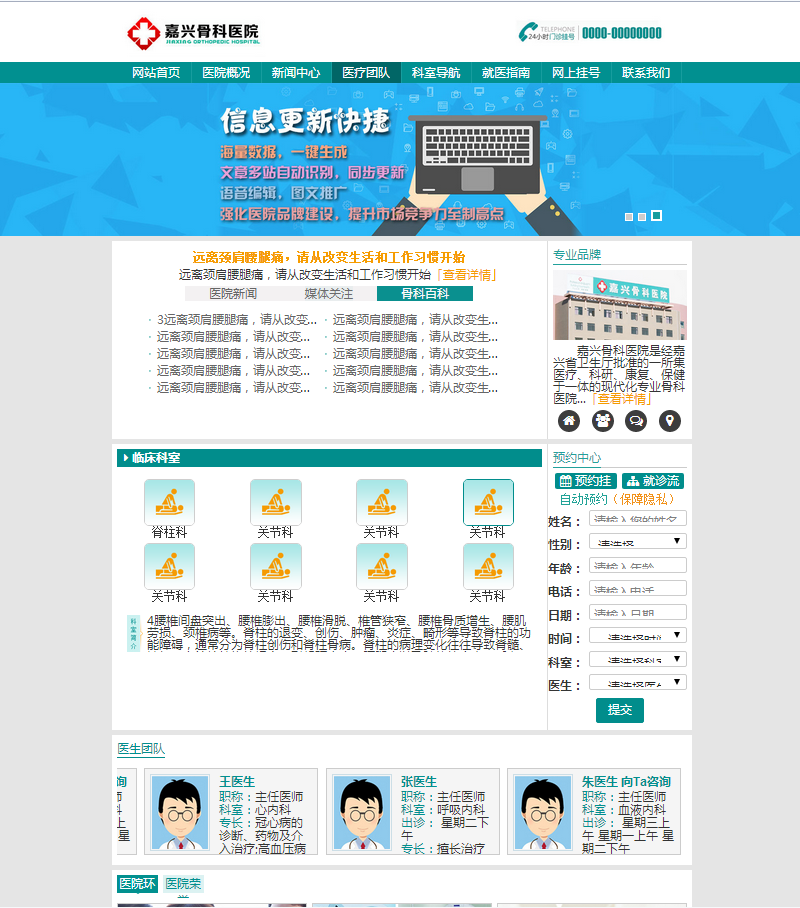 嘉兴骨科医院
JIAXING ORTHOPEDIC HOSPITAL
TELEPHONE
24小时门诊挂号
0000-00000000
网站首页 医院概况 新闻中心 医疗团队 科室导航 就医指南 网上挂号 联系我们
信息更新快捷
海量数据，一键生成
文章多站自动识别，同步更新
语音编辑，图文推广
强化医院品牌建设，提升市场竞争力至制高点
远离颈肩腰腿痛，请从改变生活和工作习惯开始
远离颈肩腰腿痛，请从改变生活和工作习惯开始「查看详情」
医院新闻 媒体关注 骨科百科
· 3远离颈肩腰腿痛，请从改变... · 远离颈肩腰腿痛，请从改变生...
· 远离颈肩腰腿痛，请从改变... · 远离颈肩腰腿痛，请从改变生...
· 远离颈肩腰腿痛，请从改变... · 远离颈肩腰腿痛，请从改变生...
· 远离颈肩腰腿痛，请从改变... · 远离颈肩腰腿痛，请从改变生...
· 远离颈肩腰腿痛，请从改变... · 远离颈肩腰腿痛，请从改变生...
专业品牌
嘉兴骨科医院
嘉兴骨科医院是经嘉
兴省卫生厅批准的一所集
医疗、科研、康复、保健
于一体的现代化专业骨科
医院...「查看详情」
临床科室
脊柱科 关节科 关节科 关节科
关节科 关节科 关节科 关节科
科室简介
4腰椎间盘突出、腰椎膨出、腰椎滑脱、椎管狭窄、腰椎骨质增生、腰肌
劳损、颈椎病等。脊柱的退变、创伤、肿瘤、炎症、畸形等导致脊柱的功
能障碍，通常分为脊柱创伤和脊柱骨病。脊柱的病理变化往往导致脊髓、
预约中心
预约挂 就诊流
自动预约（保障隐私）
姓名： 请输入您的姓名
性别： 请选择
年龄： 请输入年龄
电话： 请输入电话
日期： 请输入日期
时间： 请选择时间
科室： 请选择科室
医生： 请选择医生
提交
医生团队
询
师
上
星
王医生
职称：主任医师
科室：心内科
专长：冠心病的
诊断、药物及介
入治疗;高血压病
张医生
职称：主任医师
科室：呼吸内科
出诊： 星期二下
午
专长：擅长治疗
朱医生 向Ta咨询
职称：主任医师
科室：血液内科
出诊： 星期三上
午 星期一上午 星
期二下午
医院环 医院荣